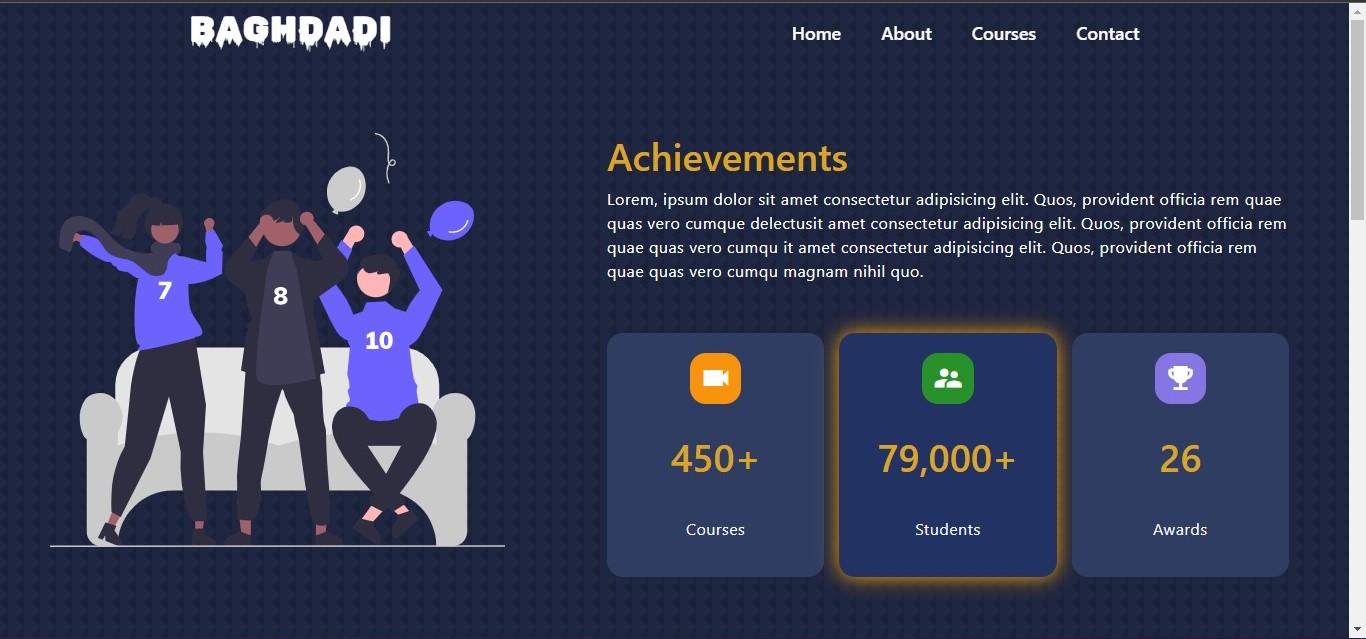 BAGHDADI
Home About Courses Contact
Achievements
Lorem, ipsum dolor sit amet consectetur adipisicing elit. Quos, provident officia rem quae
quas vero cumque delectusit amet consectetur adipisicing elit. Quos, provident officia rem
quae quas vero cumqu it amet consectetur adipisicing elit. Quos, provident officia rem
quae quas vero cumqu magnam nihil quo.
7
8
10
450+
Courses
79,000+
Students
26
Awards